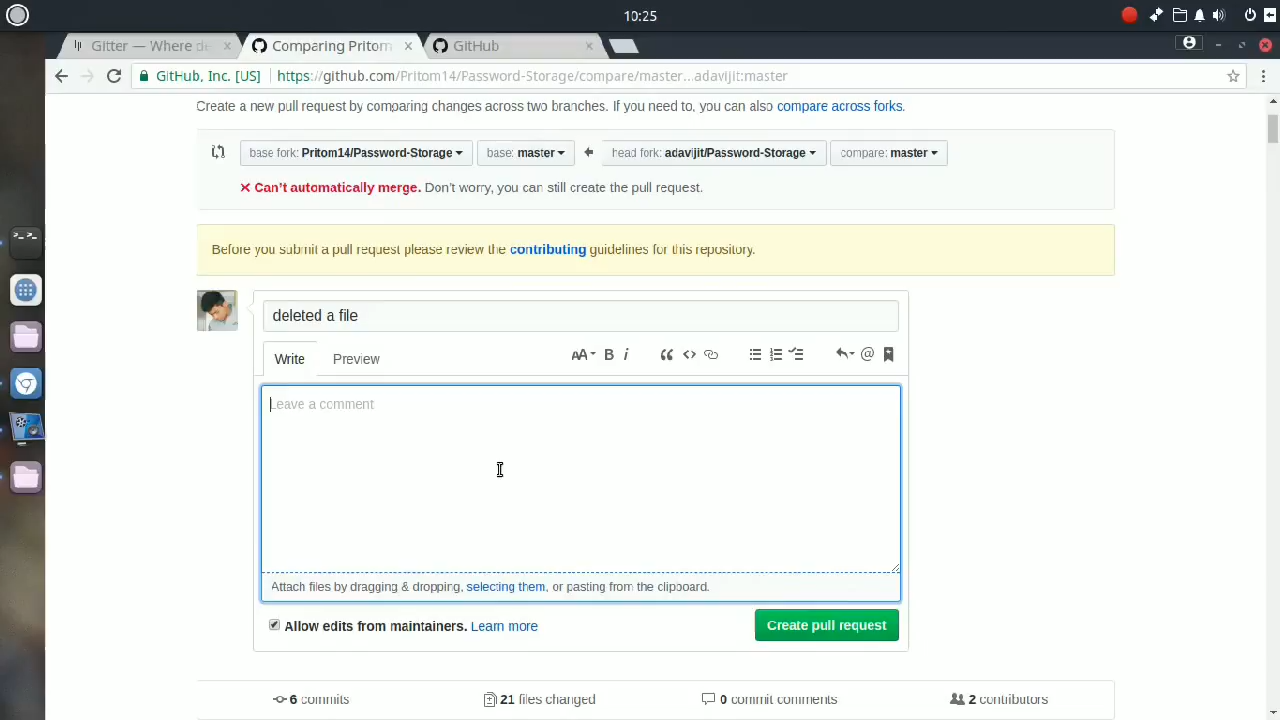 10:25
Gitter — Where de
Comparing Pritom
GitHub
GitHub, Inc. [US] https://github.com/Pritom14/Password-Storage/compare/master...adavijit:master
Create a new pull request by comparing changes across two branches. If you need to, you can also compare across forks.
base fork: Pritom14/Password-Storage base: master head fork: adavijit/Password-Storage compare: master
Can't automatically merge. Don't worry, you can still create the pull request.
Before you submit a pull request please review the contributing guidelines for this repository.
deleted a file
Write Preview AA B i
Leave a comment
Attach files by dragging & dropping, selecting them, or pasting from the clipboard.
Allow edits from maintainers. Learn more Create pull request
6 commits 21 files changed 0 commit comments 2 contributors